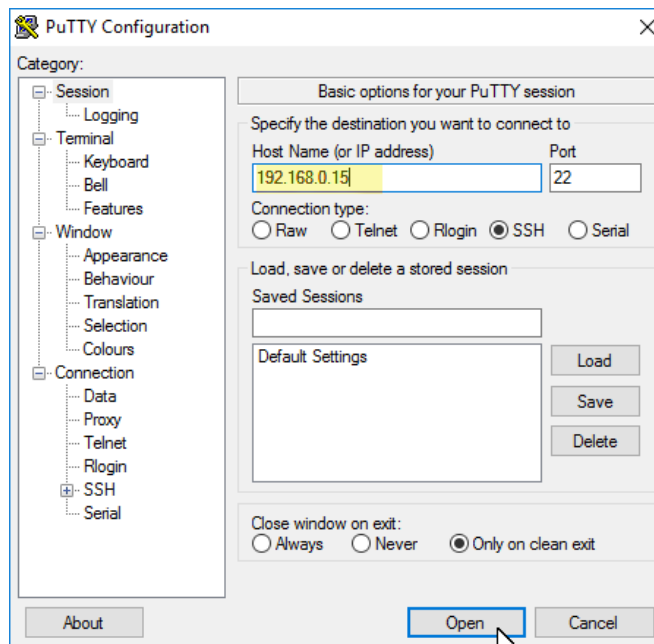 PuTTY Configuration
Category:
Session
Logging
Terminal
Keyboard
Bell
Features
Window
Appearance
Behaviour
Translation
Selection
Colours
Connection
Data
Proxy
Telnet
Rlogin
SSH
Serial
Basic options for your PuTTY session
Specify the destination you want to connect to
Host Name (or IP address) Port
192.168.0.15 22
Connection type:
Raw Telnet Rlogin SSH Serial
Load, save or delete a stored session
Saved Sessions
Default Settings
Load
Save
Delete
Close window on exit:
Always Never Only on clean exit
About Open Cancel